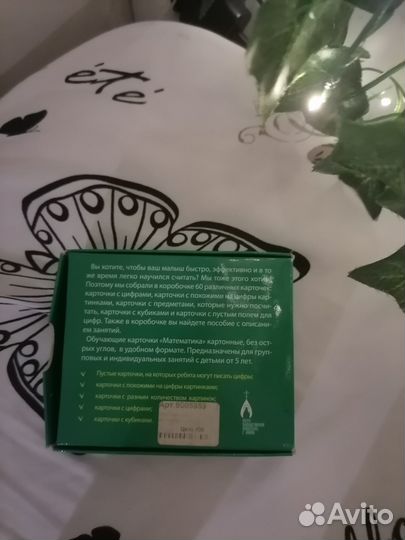 été
Вы хотите, чтобы ваш малыш быстро, эффективно и в то
же время легко научился считать? Мы тоже этого хотим!
Поэтому мы собрали в коробочке 60 различных карточек:
карточки с цифрами, карточки с похожими на цифры кар-
тинками, карточки с предметами, которые нужно посчи-
тать, карточки с кубиками и карточки с пустым полем для
цифр. Также в коробочке вы найдете пособие с описани-
ем занятий.
Обучающие карточки «Математика» картонные, без ост-
рых углов, в удобном формате. Предназначены для груп-
повых и индивидуальных занятий с детьми от 5 лет.
Пустые карточки, на которых ребята могут писать цифры;
карточки с похожими на цифры картинками;
карточки с разным количеством картинок;
карточки с цифрами;
карточки с кубиками
Avito